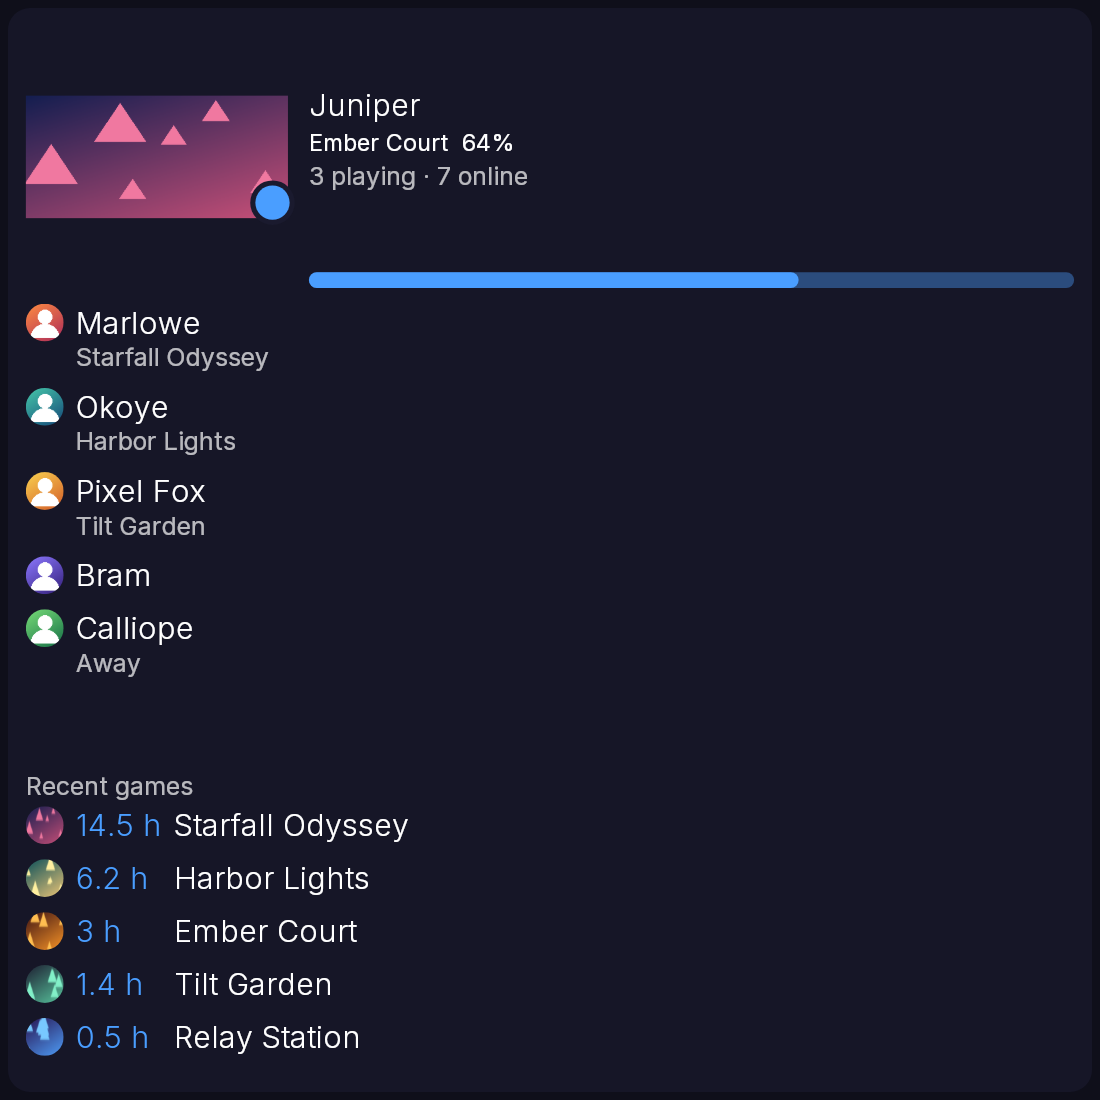 Juniper
Ember Court 64%
3 playing · 7 online
Marlowe
Starfall Odyssey
Okoye
Harbor Lights
Pixel Fox
Tilt Garden
Bram
Calliope
Away
Recent games
14.5 h Starfall Odyssey
6.2 h Harbor Lights
3 h Ember Court
1.4 h Tilt Garden
0.5 h Relay Station